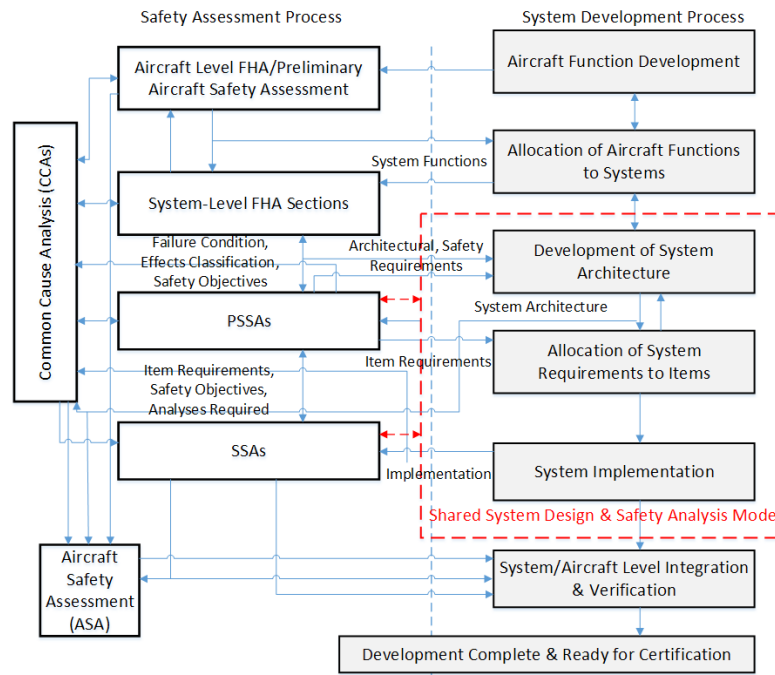 Safety Assessment Process
System Development Process
Aircraft Level FHA/Preliminary
Aircraft Safety Assessment
Aircraft Function Development
System Functions
Allocation of Aircraft Functions
to Systems
Common Cause Analysis (CCAs)
System-Level FHA Sections
Failure Condition,
Effects Classification,
Safety Objectives
Architectural, Safety
Requirements
Development of System
Architecture
System Architecture
PSSAs
Item Requirements
Allocation of System
Requirements to Items
Item Requirements,
Safety Objectives,
Analyses Required
SSAs
Implementation
System Implementation
Shared System Design & Safety Analysis Model
Aircraft
Safety
Assessment
(ASA)
System/Aircraft Level Integration
& Verification
Development Complete & Ready for Certification